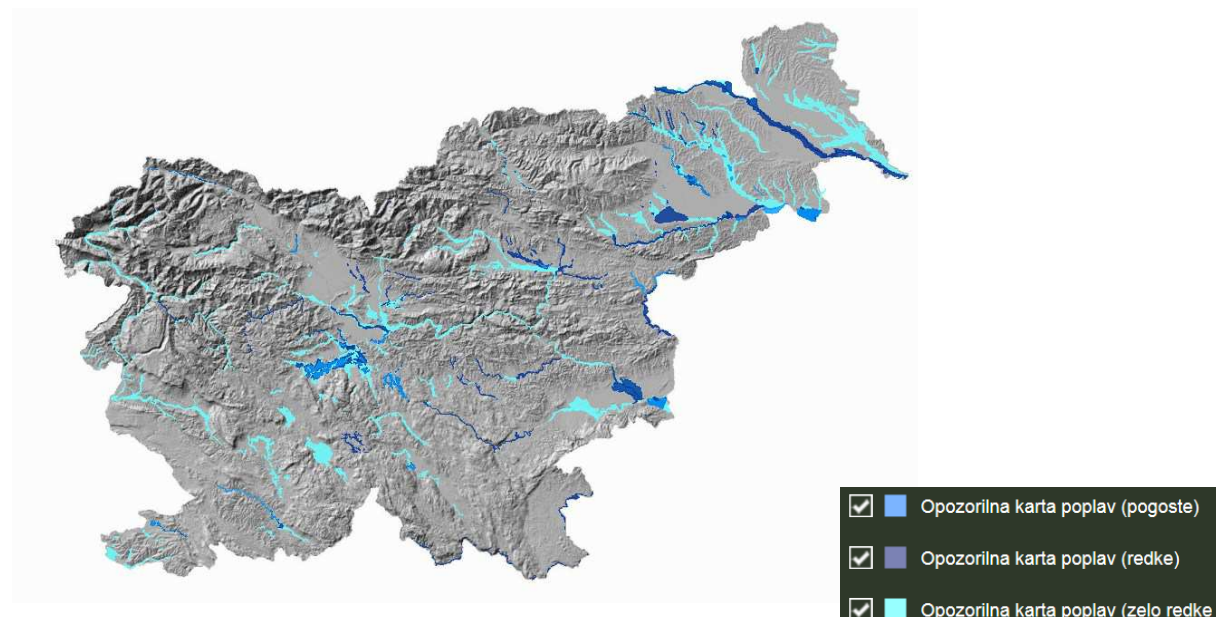 Opozorilna karta poplav (pogoste)
Opozorilna karta poplav (redke)
Opozorilna karta poplav (zelo redke